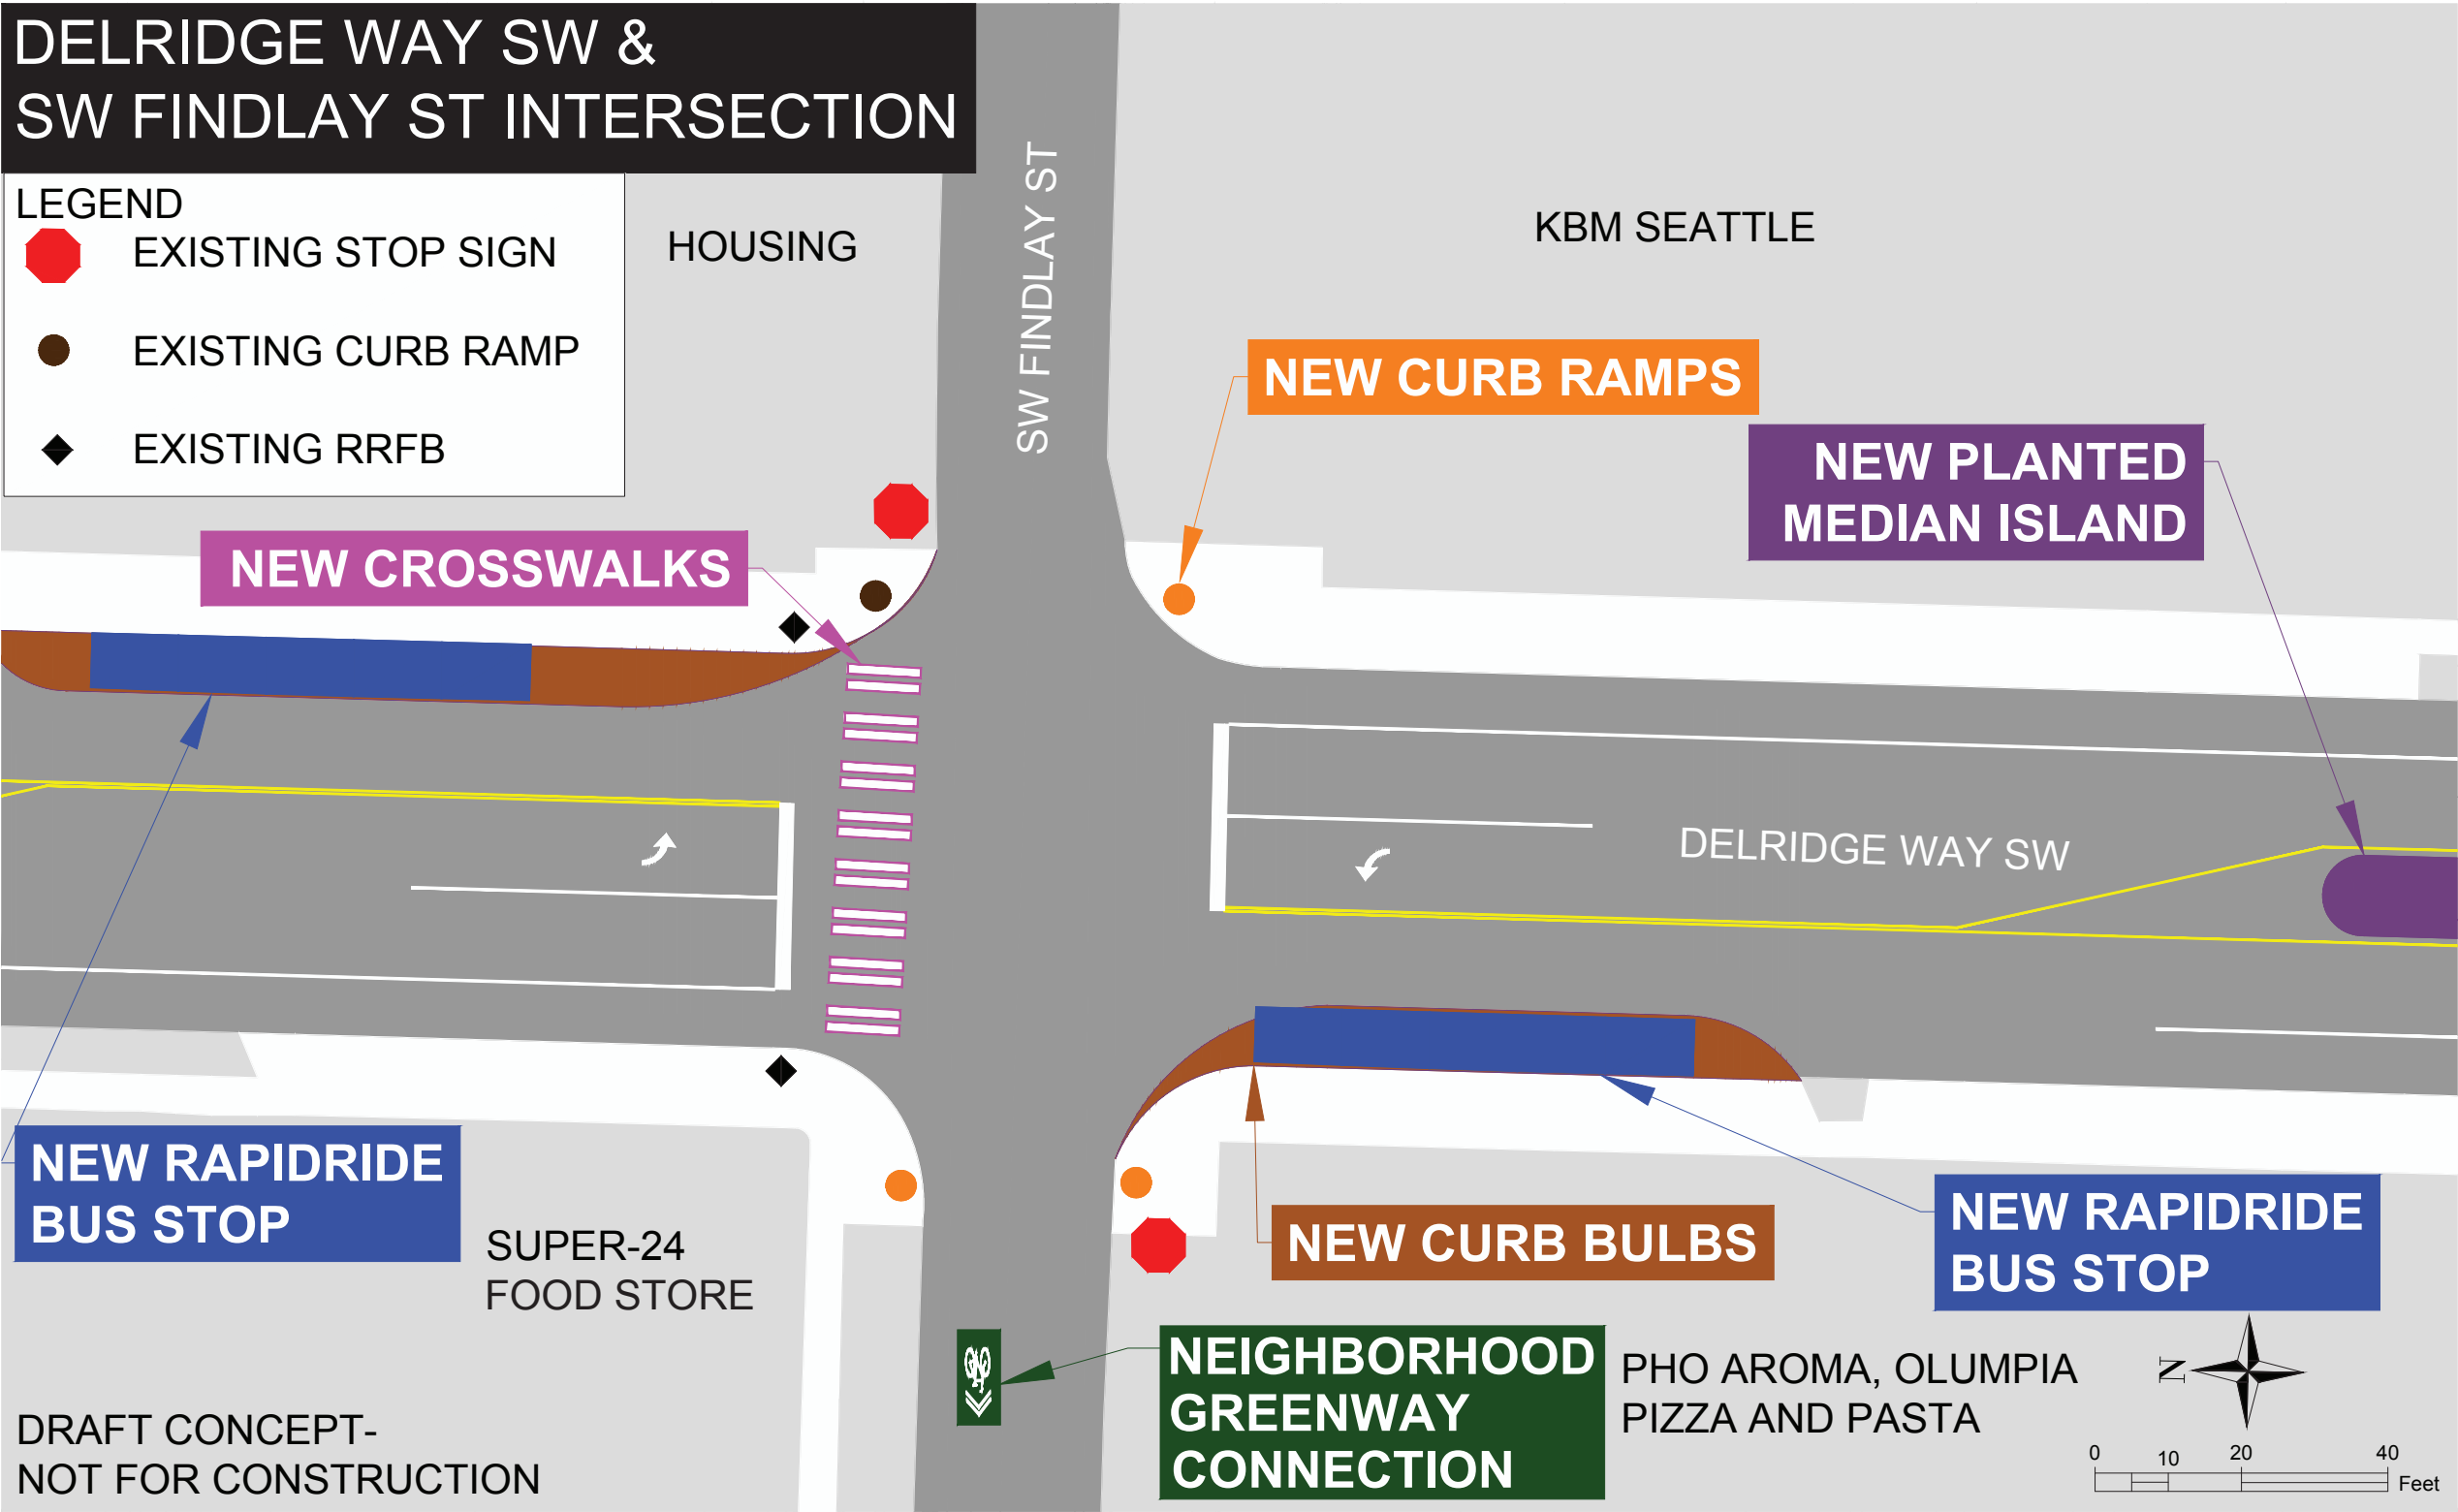 DELRIDGE WAY SW &
SW FINDLAY ST INTERSECTION
LEGEND
EXISTING STOP SIGN
EXISTING CURB RAMP
EXISTING RRFB
HOUSING
SW FINDLAY ST
KBM SEATTLE
NEW CURB RAMPS
NEW PLANTED
MEDIAN ISLAND
NEW CROSSWALKS
DELRIDGE WAY SW
NEW RAPIDRIDE
BUS STOP
SUPER-24
FOOD STORE
NEW CURB BULBS
NEW RAPIDRIDE
BUS STOP
NEIGHBORHOOD
GREENWAY
CONNECTION
PHO AROMA, OLUMPIA
PIZZA AND PASTA
N
DRAFT CONCEPT-
NOT FOR CONSTRUCTION
0 10 20 40
Feet